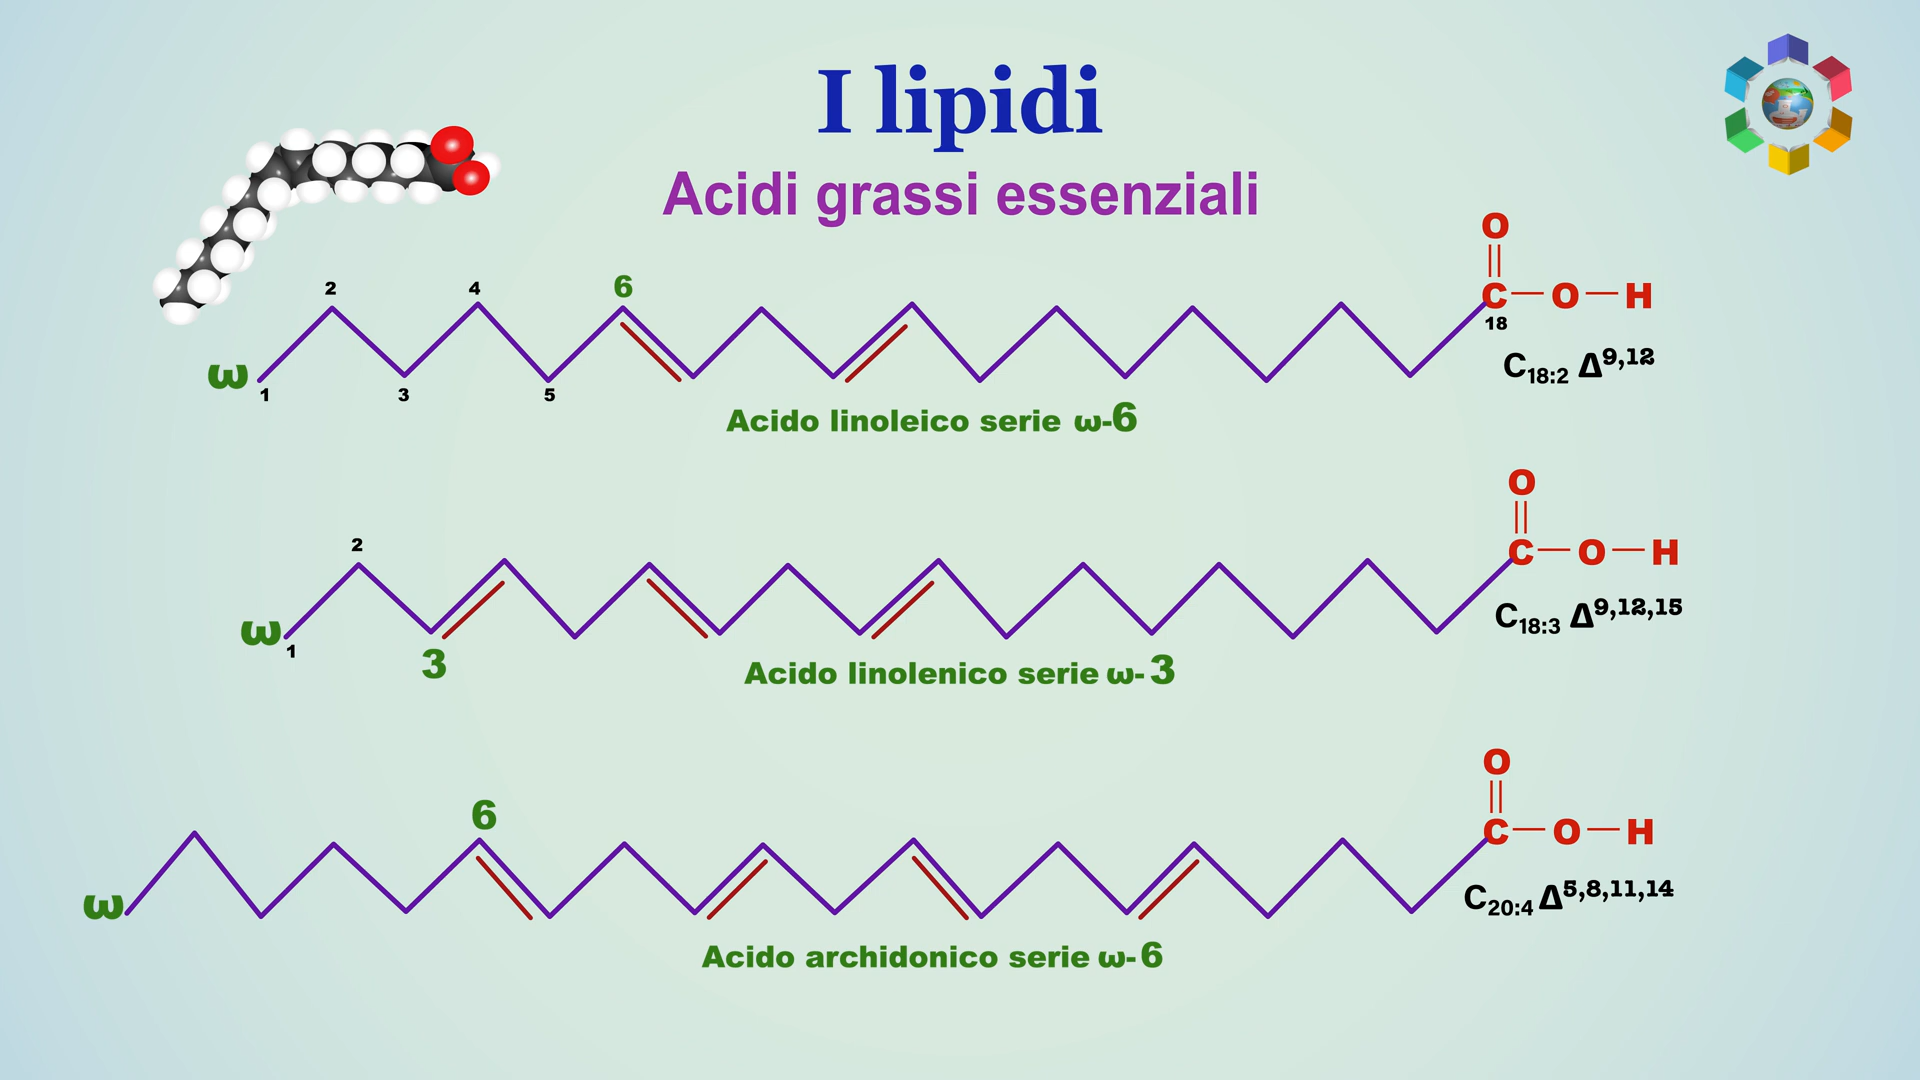 I lipidi
Acidi grassi essenziali
O
2 4 6 C O H
18
ω 1 3 5
C18:2 Δ9,12
Acido linoleico serie ω-6
O
2 C O H
C18:3 Δ9,12,15
ω 1 3
Acido linolenico serie ω-3
O
6 C O H
C20:4 Δ5,8,11,14
ω
Acido archidonico serie ω-6